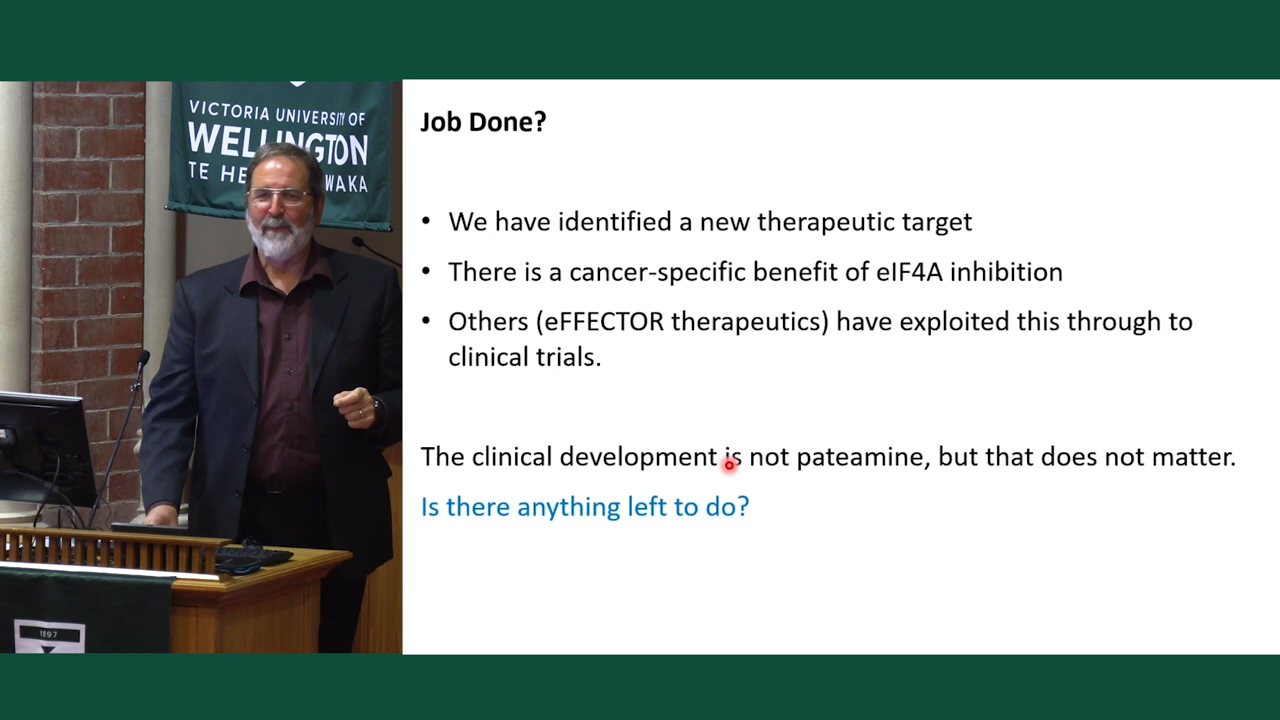 VICTORIA UNIVERSITY OF
WELLINGTON
TE HE WAKA
1897
Job Done?
• We have identified a new therapeutic target
• There is a cancer-specific benefit of eIF4A inhibition
• Others (eFFECTOR therapeutics) have exploited this through to
clinical trials.
The clinical development is not pateamine, but that does not matter.
Is there anything left to do?